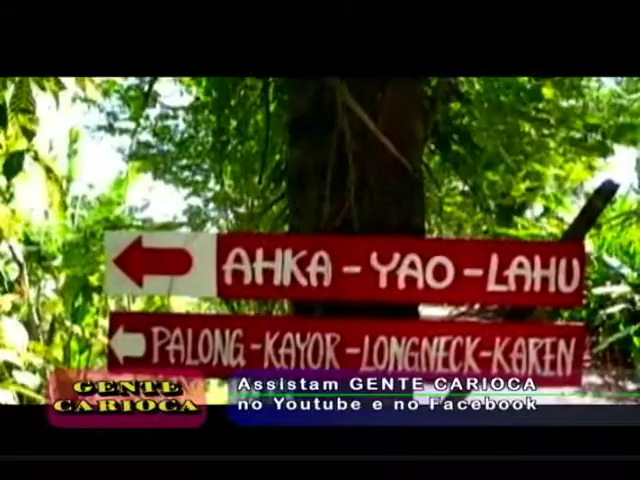 AHKA - YAO - LAHU
PALONG - KAYOR - LONGNECK - KAREN
GENTE
CARIOCA
Assistam GENTE CARIOCA
no Youtube e no Facebook